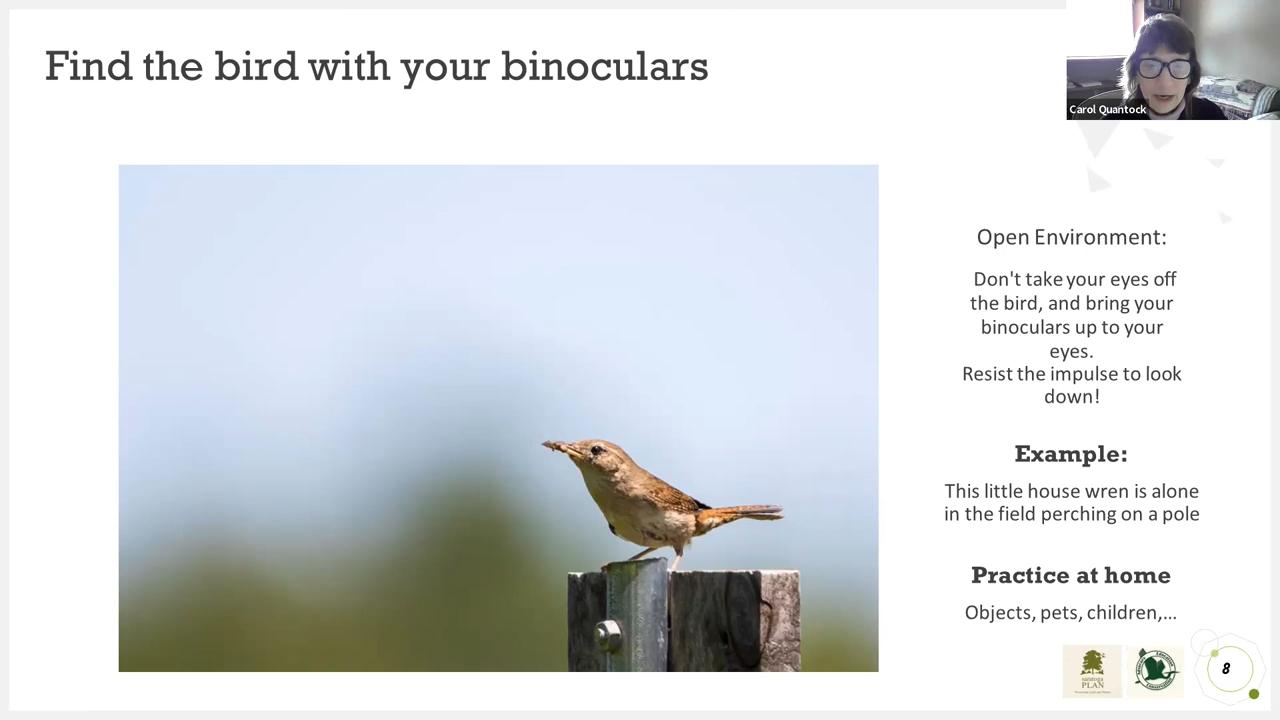 Find the bird with your binoculars
Carol Quantock
Open Environment:
Don't take your eyes off
the bird, and bring your
binoculars up to your
eyes.
Resist the impulse to look
down!
Example:
This little house wren is alone
in the field perching on a pole
Practice at home
Objects, pets, children,...
saratoga
PLAN
8